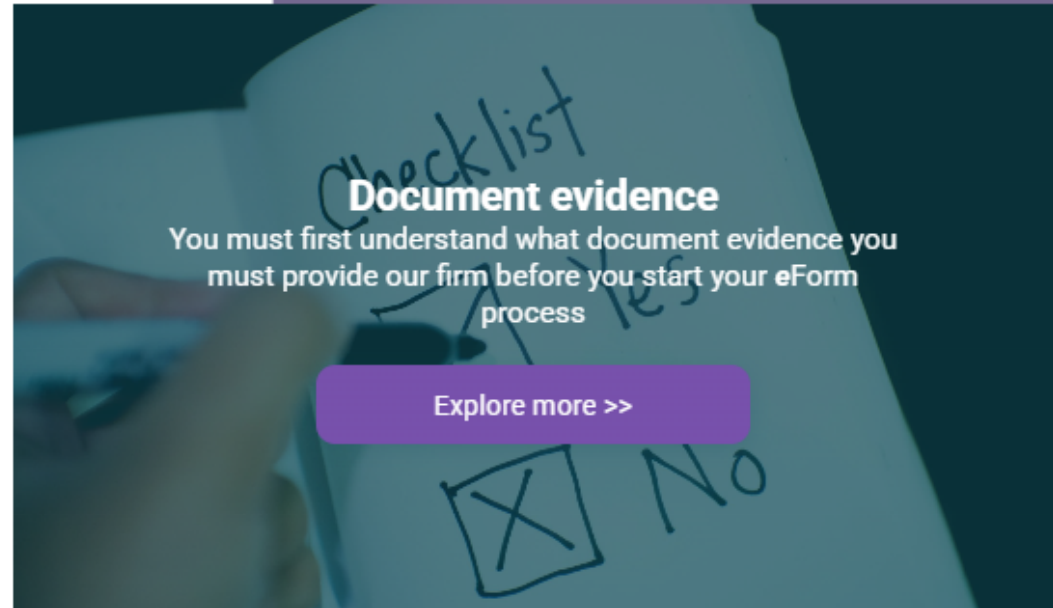 Checklist
Document evidence
You must first understand what document evidence you
must provide our firm before you start your eForm
process
Yes
Explore more >>
No